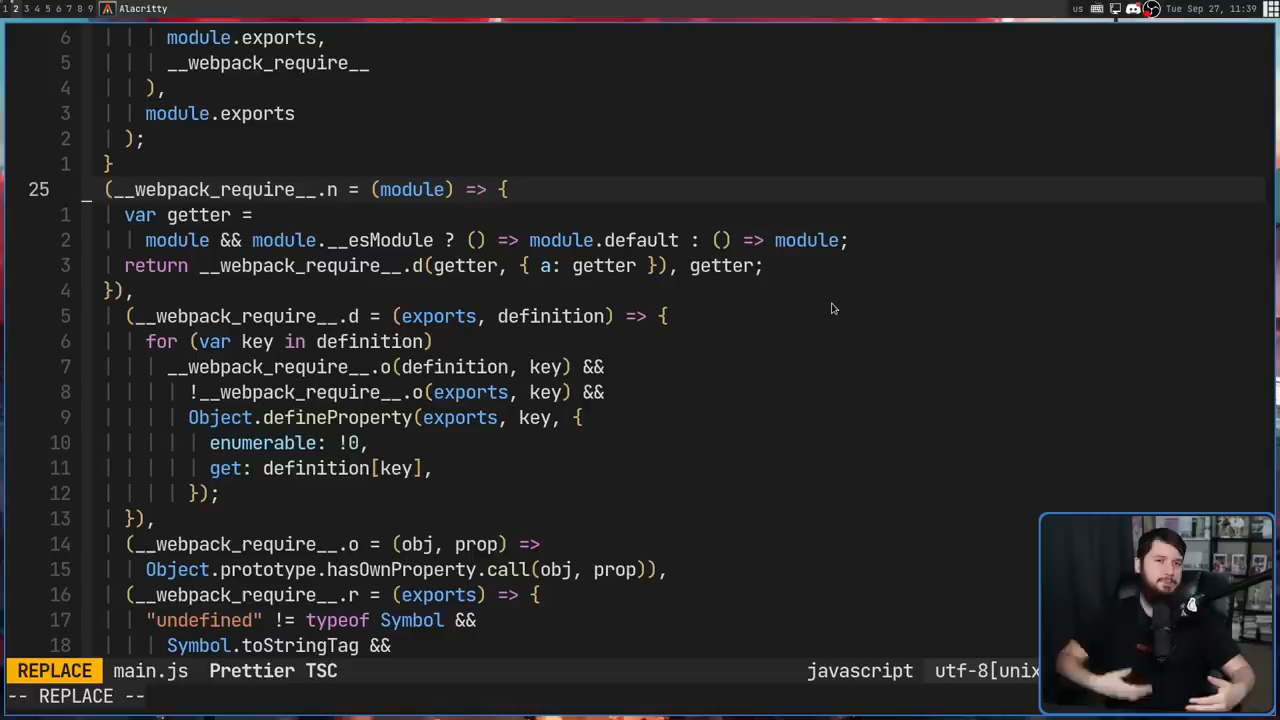 1 2 3 4 5 6 7 8 9 Alacritty us Tue Sep 27, 11:39
6 module.exports,
5 __webpack_require__
4 ),
3 module.exports
2 );
1 }
25 (__webpack_require__.n = (module) => {
1 var getter =
2 module && module.__esModule ? () => module.default : () => module;
3 return __webpack_require__.d(getter, { a: getter }), getter;
4 }),
5 (__webpack_require__.d = (exports, definition) => {
6 for (var key in definition)
7 __webpack_require__.o(definition, key) &&
8 !__webpack_require__.o(exports, key) &&
9 Object.defineProperty(exports, key, {
10 enumerable: !0,
11 get: definition[key],
12 });
13 }),
14 (__webpack_require__.o = (obj, prop) =>
15 Object.prototype.hasOwnProperty.call(obj, prop)),
16 (__webpack_require__.r = (exports) => {
17 "undefined" != typeof Symbol &&
18 Symbol.toStringTag &&
REPLACE main.js Prettier TSC javascript utf-8[unix
-- REPLACE --